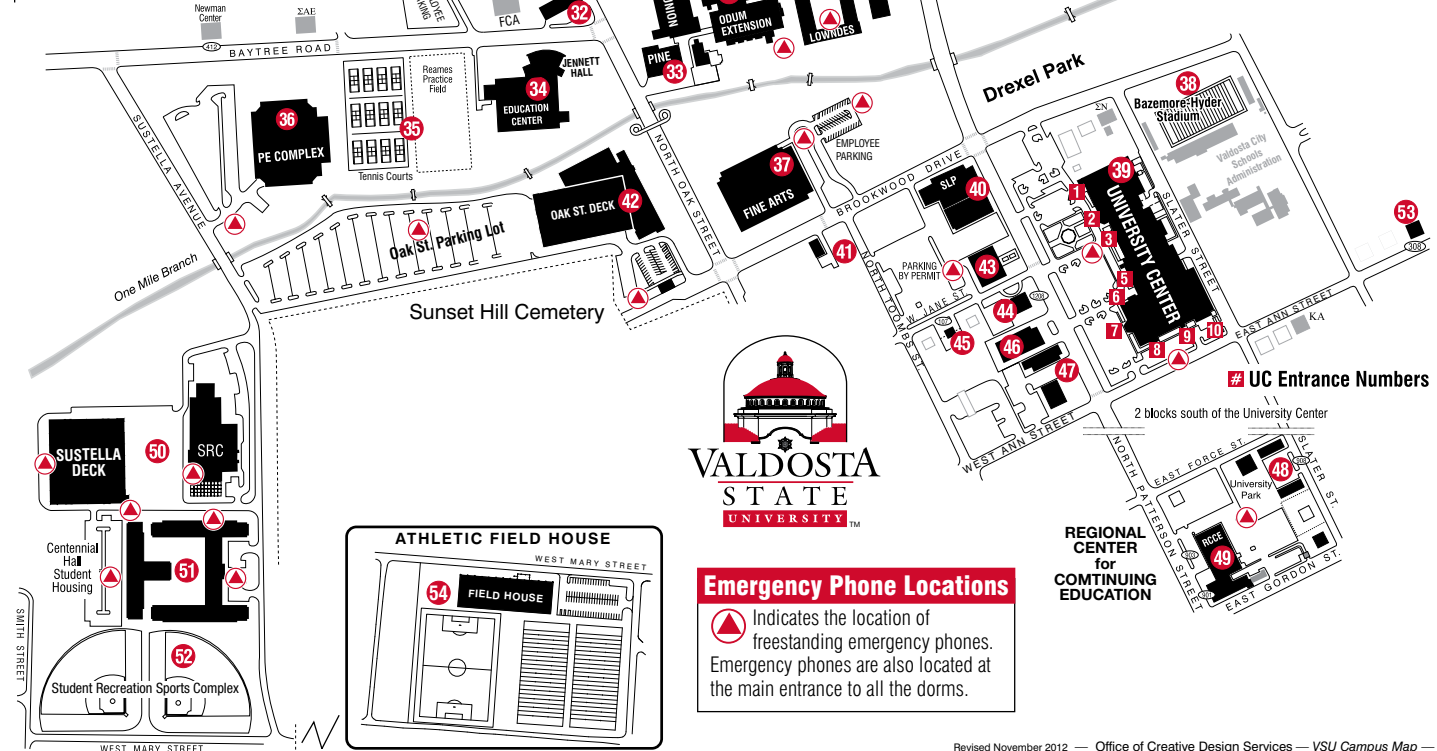 Newman
Center
ΣAE
PARKING
FCA
32
UNION
ODUM
EXTENSION
LOWNDES
412
BAYTREE ROAD
PINE
33
JENNETT
HALL
34
EDUCATION
CENTER
Reames
Practice
Field
35
Tennis Courts
36
PE COMPLEX
SUSTELLA AVENUE
One Mile Branch
Oak St. Parking Lot
OAK ST. DECK
42
NORTH OAK STREET
Sunset Hill Cemetery
37
FINE ARTS
EMPLOYEE
PARKING
BROOKWOOD DRIVE
Drexel Park
38
Bazemore-Hyder
Stadium
Valdosta City
Schools
Administration
ΣN
SLP
40
39
UNIVERSITY CENTER
SLATER STREET
1
2
3
5
6
7
8
9
10
53
308
41
NORTH TOOMBS ST.
PARKING
BY PERMIT
43
W. JANE ST.
107
1208
44
45
46
47
WEST ANN STREET
EAST ANN STREET
KA
# UC Entrance Numbers
2 blocks south of the University Center
EAST FORCE ST.
SLATER ST.
NORTH PATTERSON STREET
EAST GORDON ST.
48
University
Park
RCCE
49
903
901
REGIONAL
CENTER
for
COMTINUING
EDUCATION
VALDOSTA
STATE
UNIVERSITY TM
SUSTELLA
DECK
50
SRC
Centennial
Hall
Student
Housing
51
SMITH STREET
52
Student Recreation Sports Complex
WEST MARY STREET
N
ATHLETIC FIELD HOUSE
WEST MARY STREET
54
FIELD HOUSE
Emergency Phone Locations
Indicates the location of
freestanding emergency phones.
Emergency phones are also located at
the main entrance to all the dorms.
Revised November 2012 — Office of Creative Design Services — VSU Campus Map —